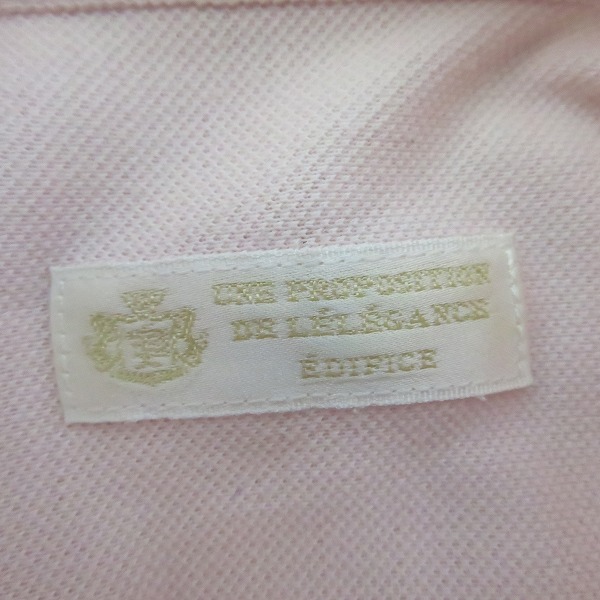 UNE PROPOSITION
DE L'ÉLÉGANCE
ÉDIFICE